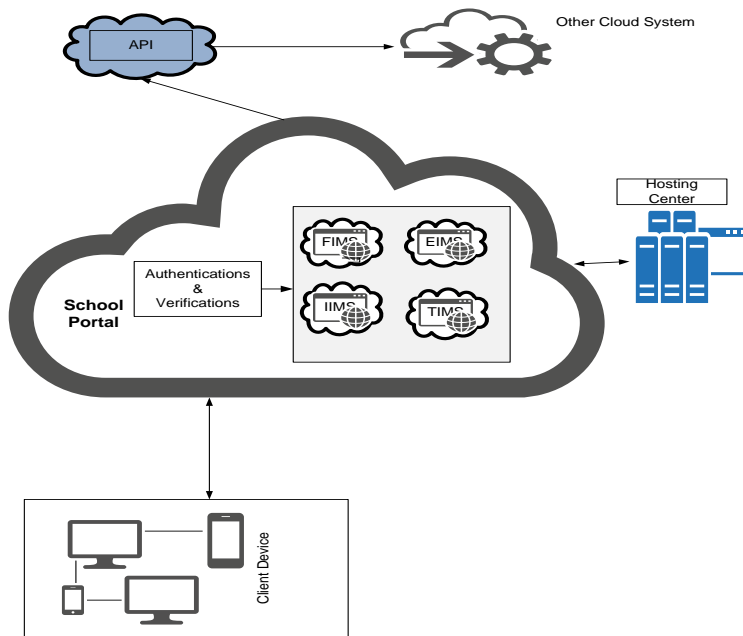 Other Cloud System
API
Hosting
Center
FIMS
EIMS
Authentications
&
Verifications
School
Portal
IIMS
TIMS
Client Device